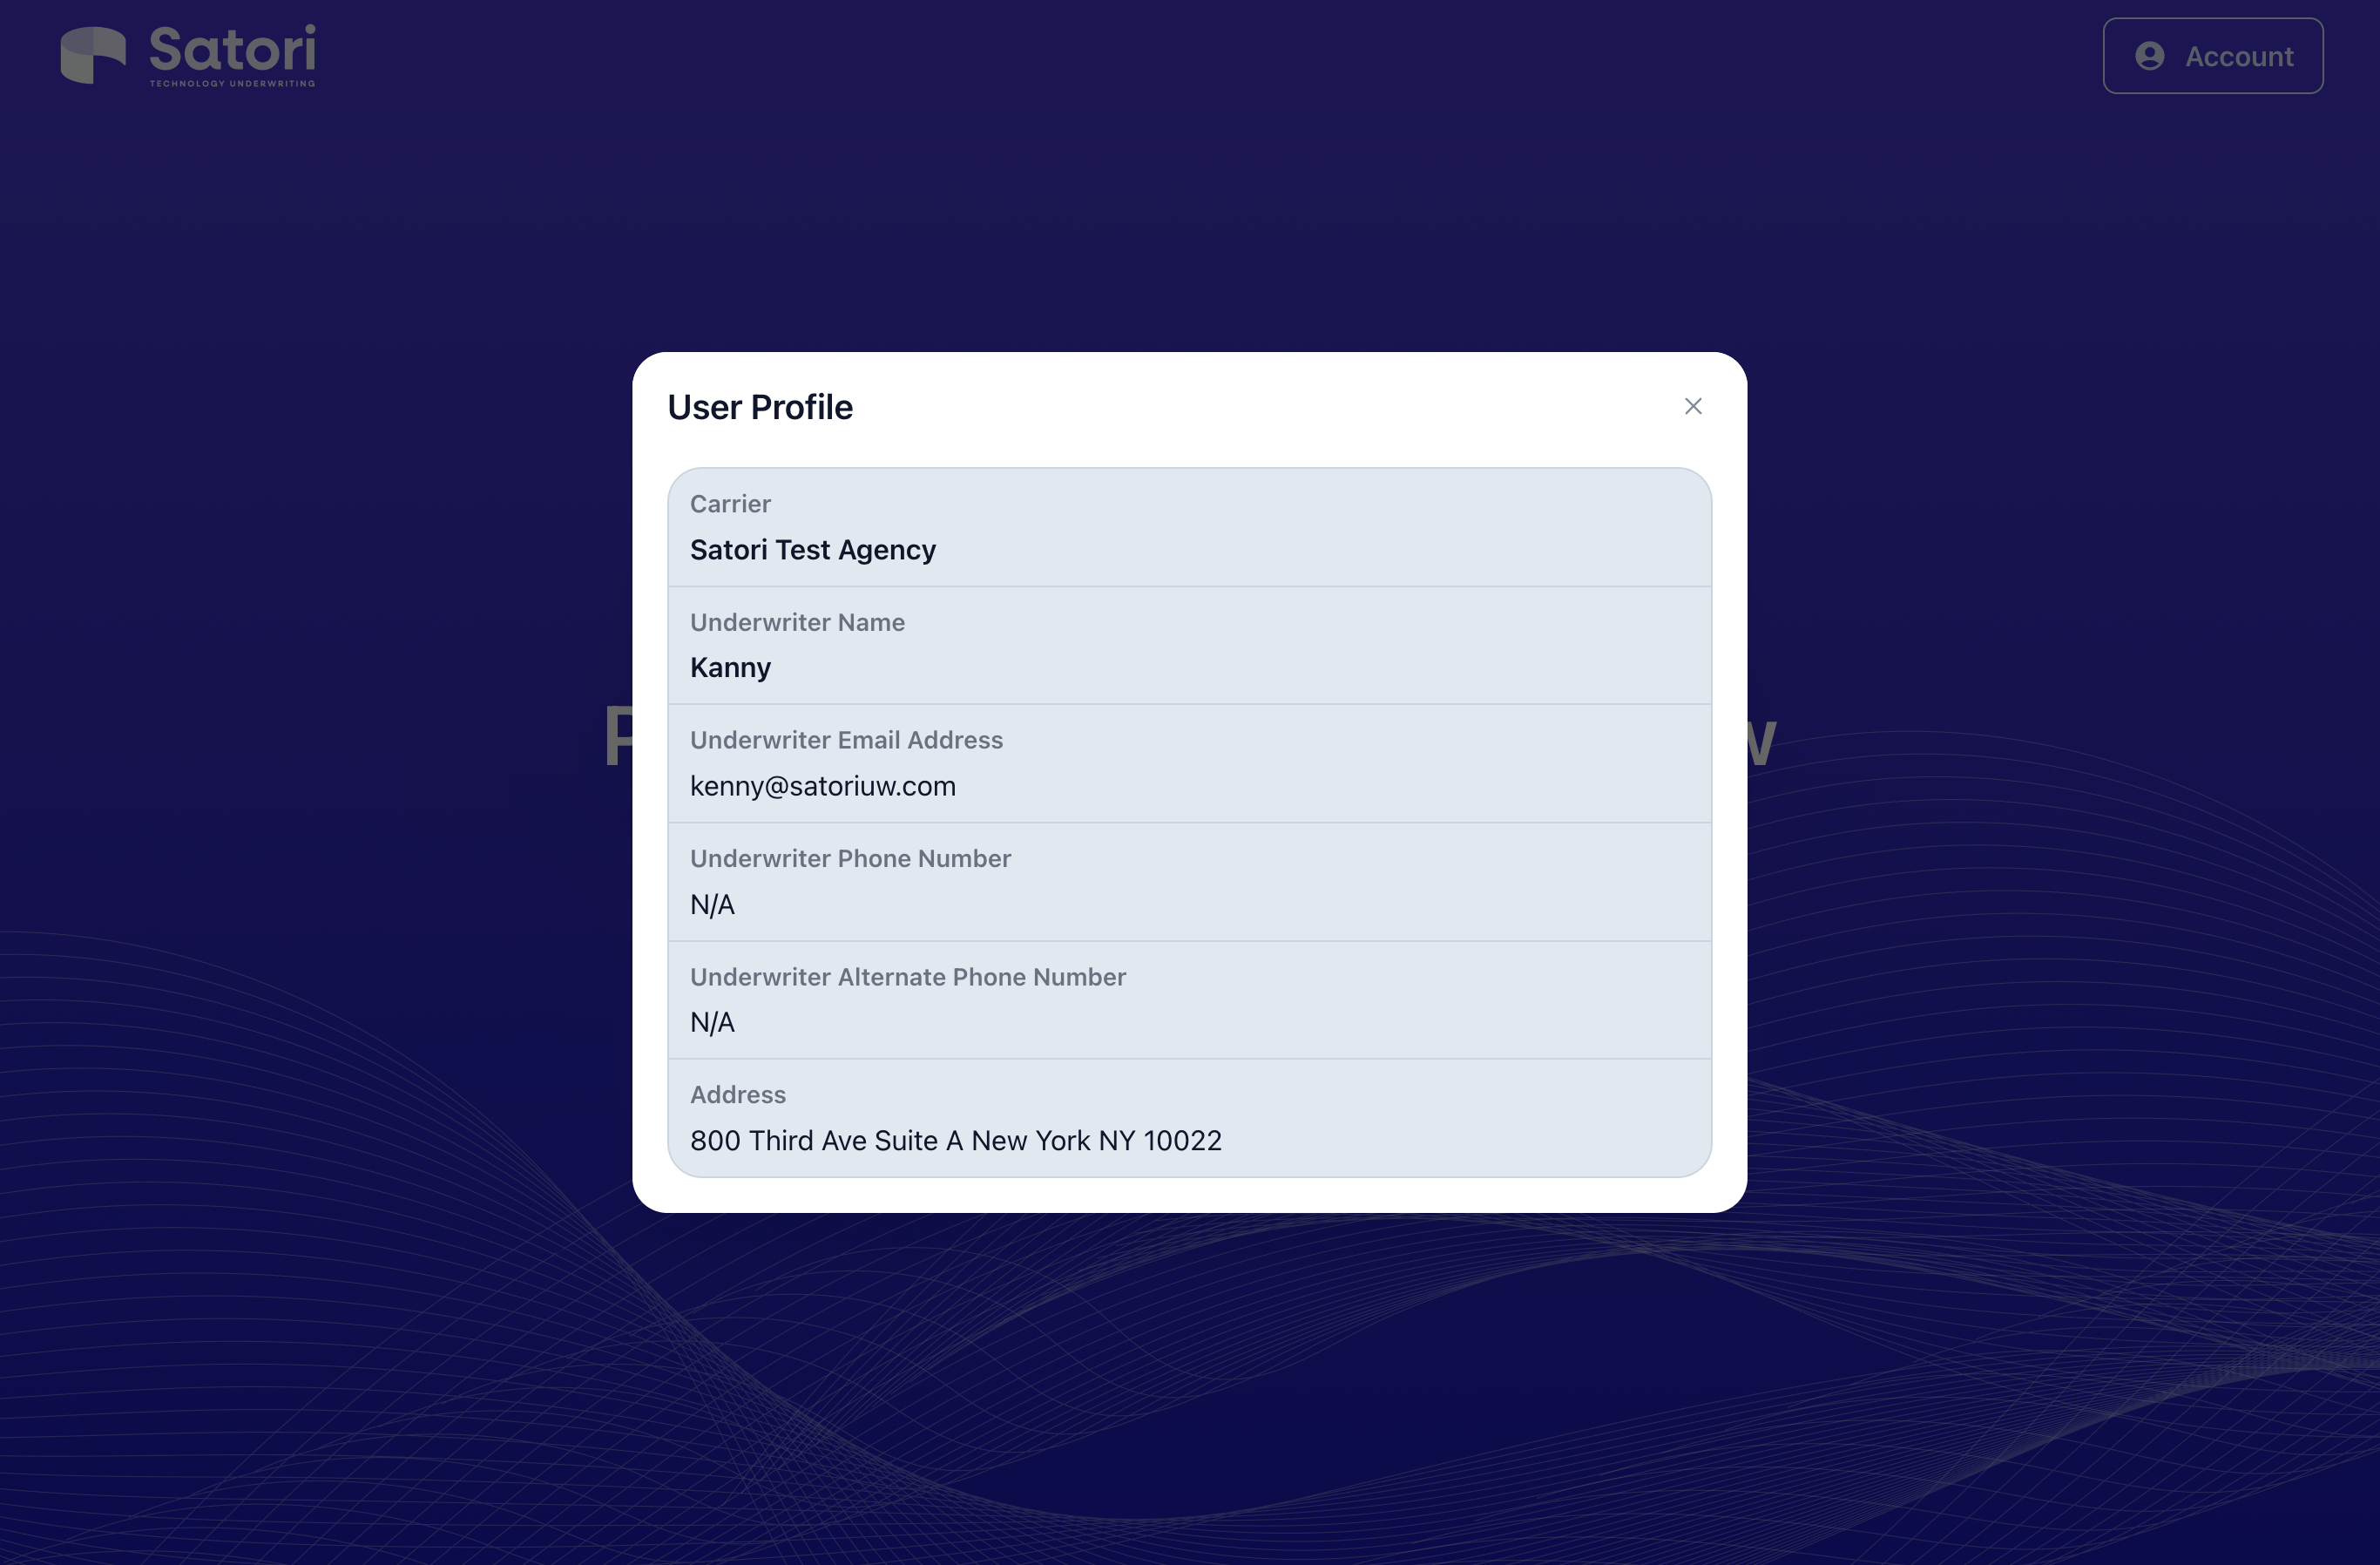 Satori
TECHNOLOGY UNDERWRITING
Account
User Profile
Carrier
Satori Test Agency
Underwriter Name
Kanny
Underwriter Email Address
kenny@satoriuw.com
Underwriter Phone Number
N/A
Underwriter Alternate Phone Number
N/A
Address
800 Third Ave Suite A New York NY 10022